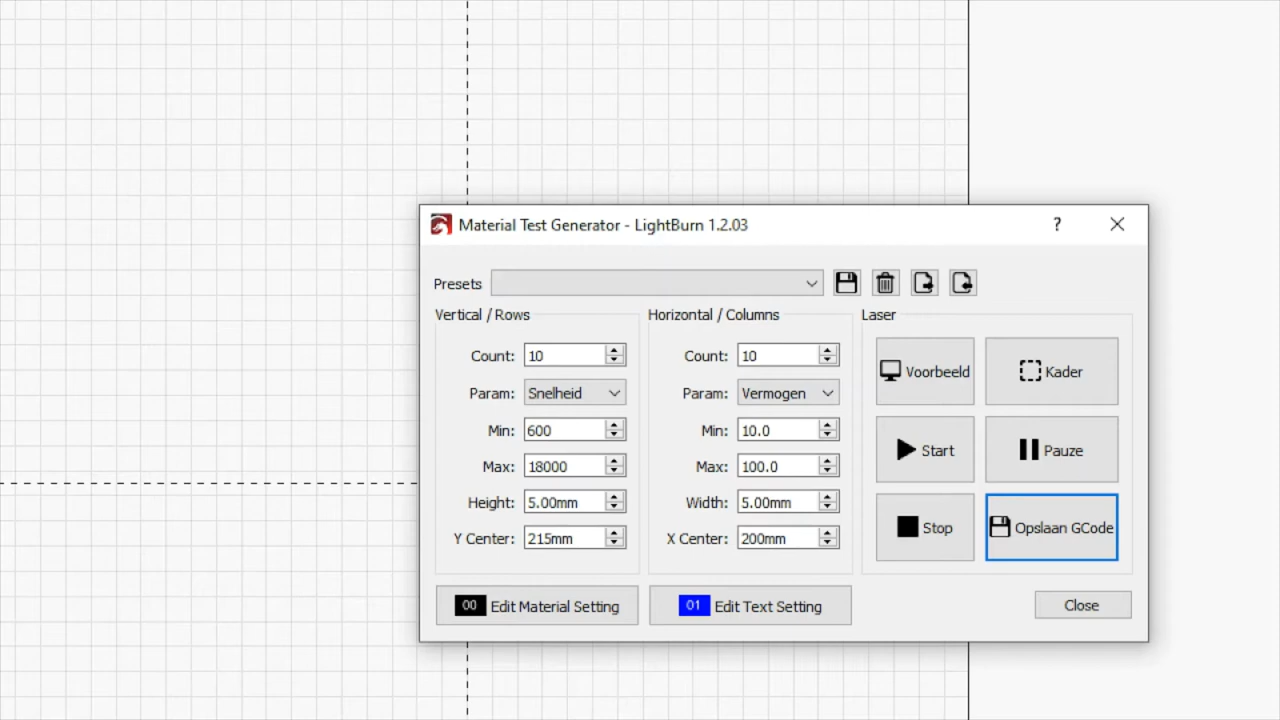 Material Test Generator - LightBurn 1.2.03
?
Presets
Vertical / Rows
Count: 10
Param: Snelheid
Min: 600
Max: 18000
Height: 5.00mm
Y Center: 215mm
Horizontal / Columns
Count: 10
Param: Vermogen
Min: 10.0
Max: 100.0
Width: 5.00mm
X Center: 200mm
Laser
Voorbeeld
Kader
Start
Pauze
Stop
Opslaan GCode
00 Edit Material Setting
01 Edit Text Setting
Close